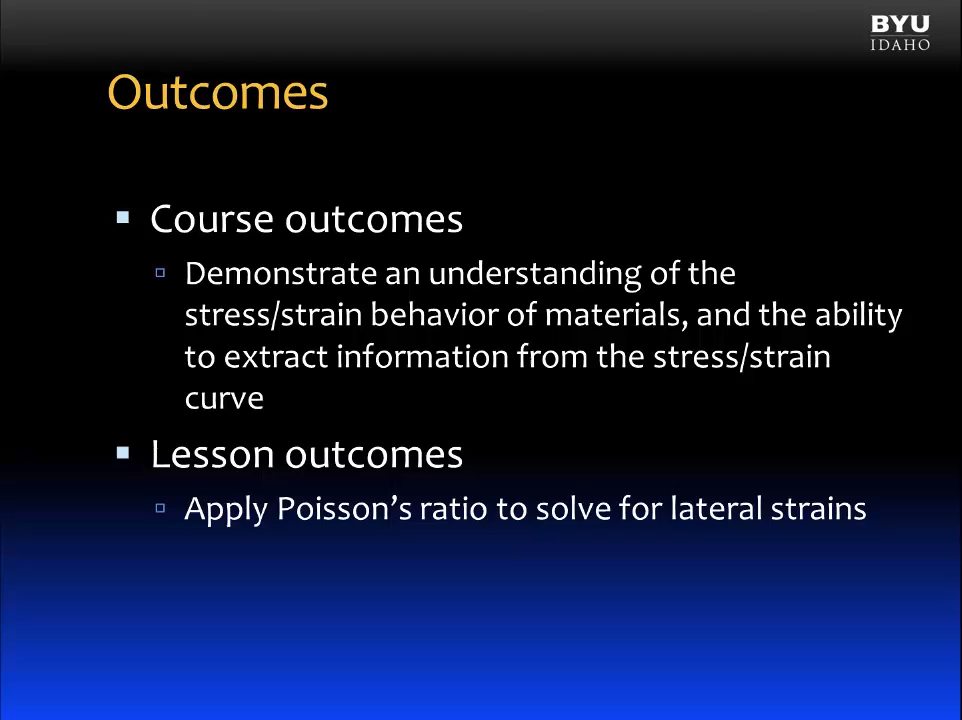 BYU
IDAHO
Outcomes
Course outcomes
Demonstrate an understanding of the
stress/strain behavior of materials, and the ability
to extract information from the stress/strain
curve
Lesson outcomes
Apply Poisson’s ratio to solve for lateral strains